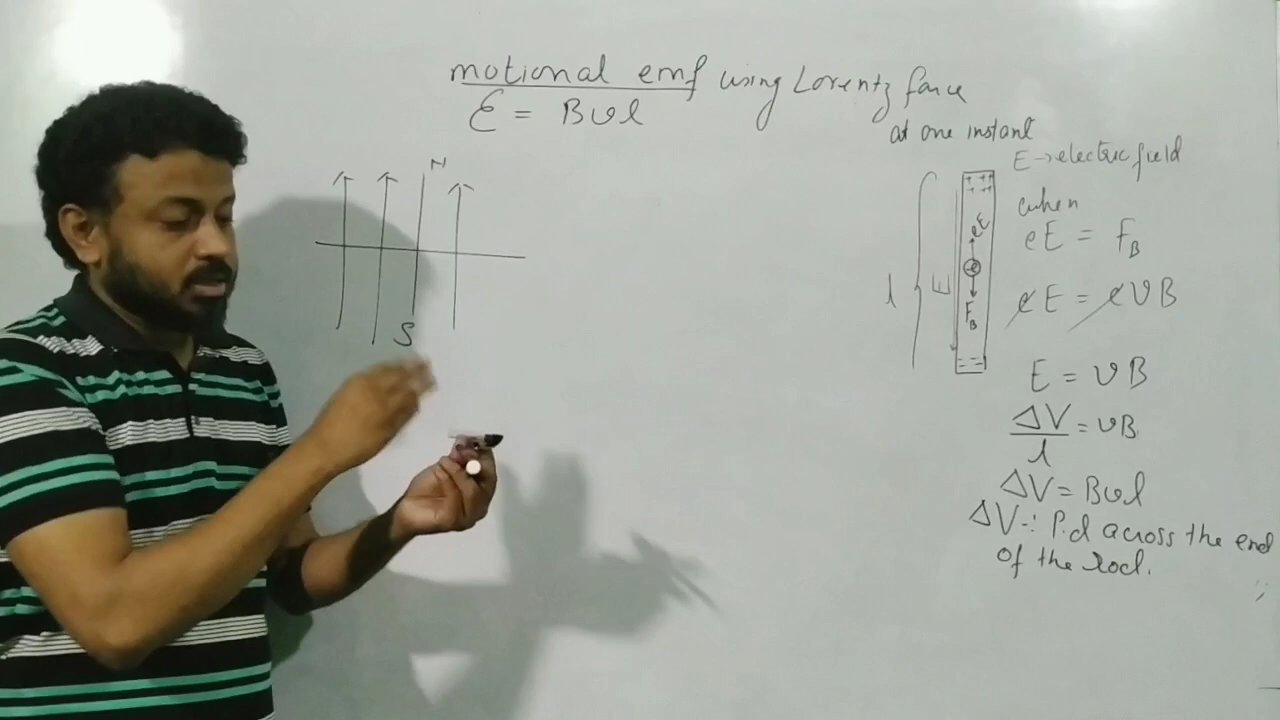 motional emf using Lorentz force
ℰ = Bvl
at one instant
E→electric field
N
S
l
E
++ ++
++ ++
eE
e
F_B
-- --
when
eE = F_B
eE = evB
E = vB
ΔV/l = vB
ΔV = Bvl
ΔV∴ P.d across the end
of the rod.